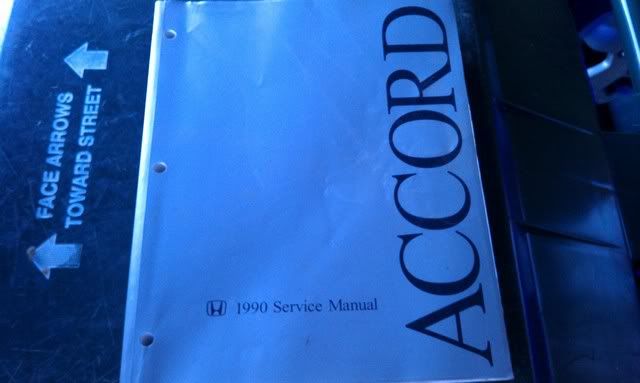 FACE ARROWS
TOWARD STREET
1990 Service Manual
ACCORD